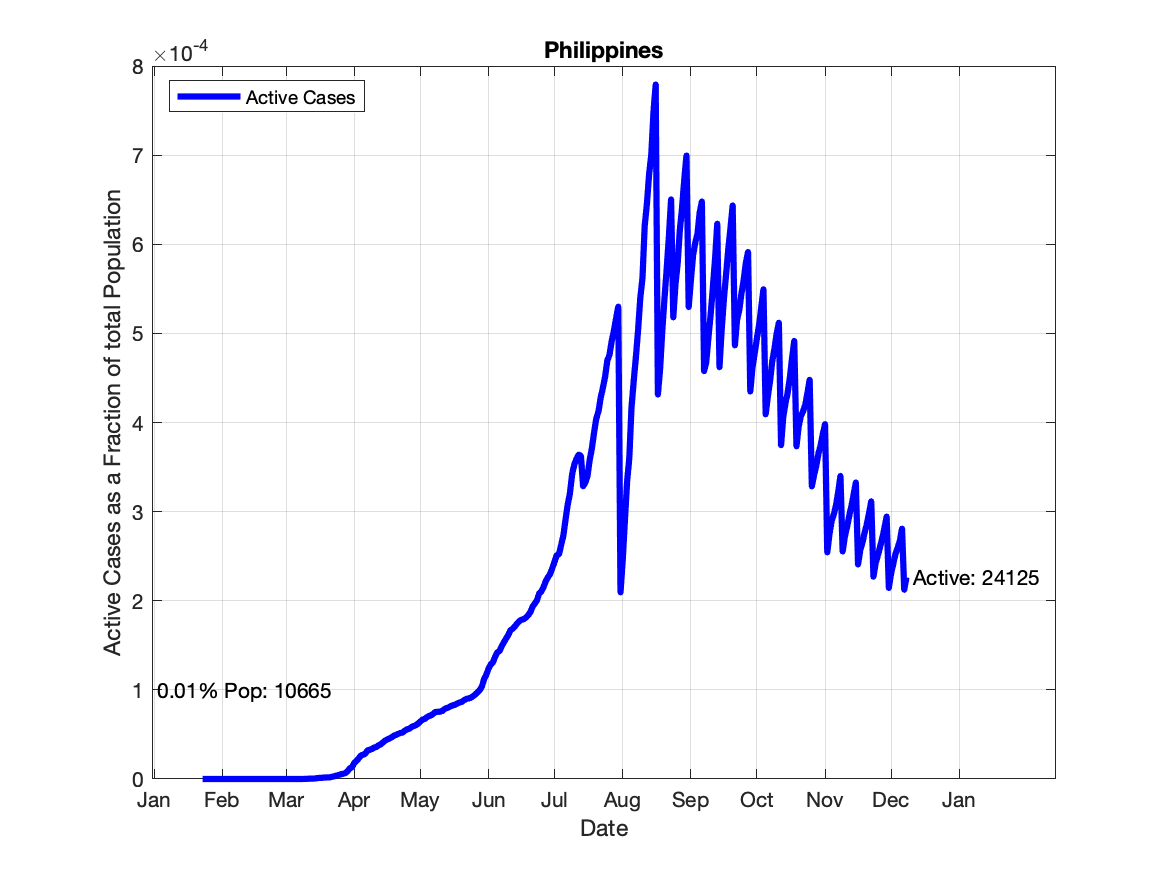 Philippines
×10-4
Active Cases
8
7
6
5
4
3
2
1
0
Active Cases as a Fraction of total Population
0.01% Pop: 10665
Active: 24125
Jan Feb Mar Apr May Jun Jul Aug Sep Oct Nov Dec Jan
Date